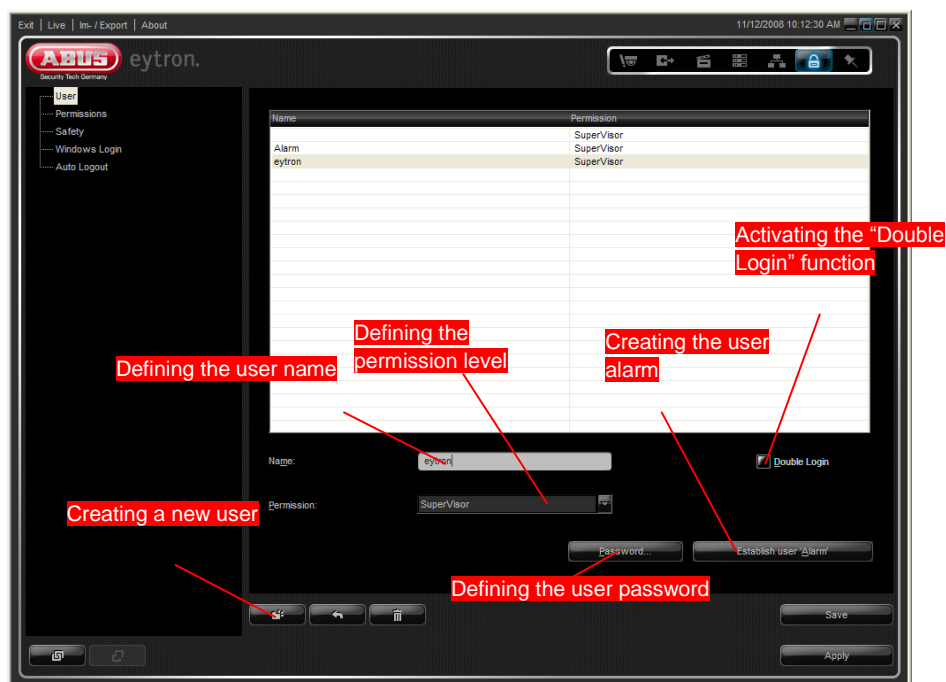 Exit | Live | Im- / Export | About
11/12/2008 10:12:30 AM
ABUS
Security Tech Germany
eytron.
User
Permissions
Safety
Windows Login
Auto Logout
Name Permission
SuperVisor
Alarm SuperVisor
eytron SuperVisor
Activating the “Double
Login” function
Defining the
permission level
Creating the user
alarm
Defining the user name
Name: eytron
Double Login
Creating a new user
Permission: SuperVisor
Password...
Establish user 'Alarm'
Defining the user password
Save
Apply